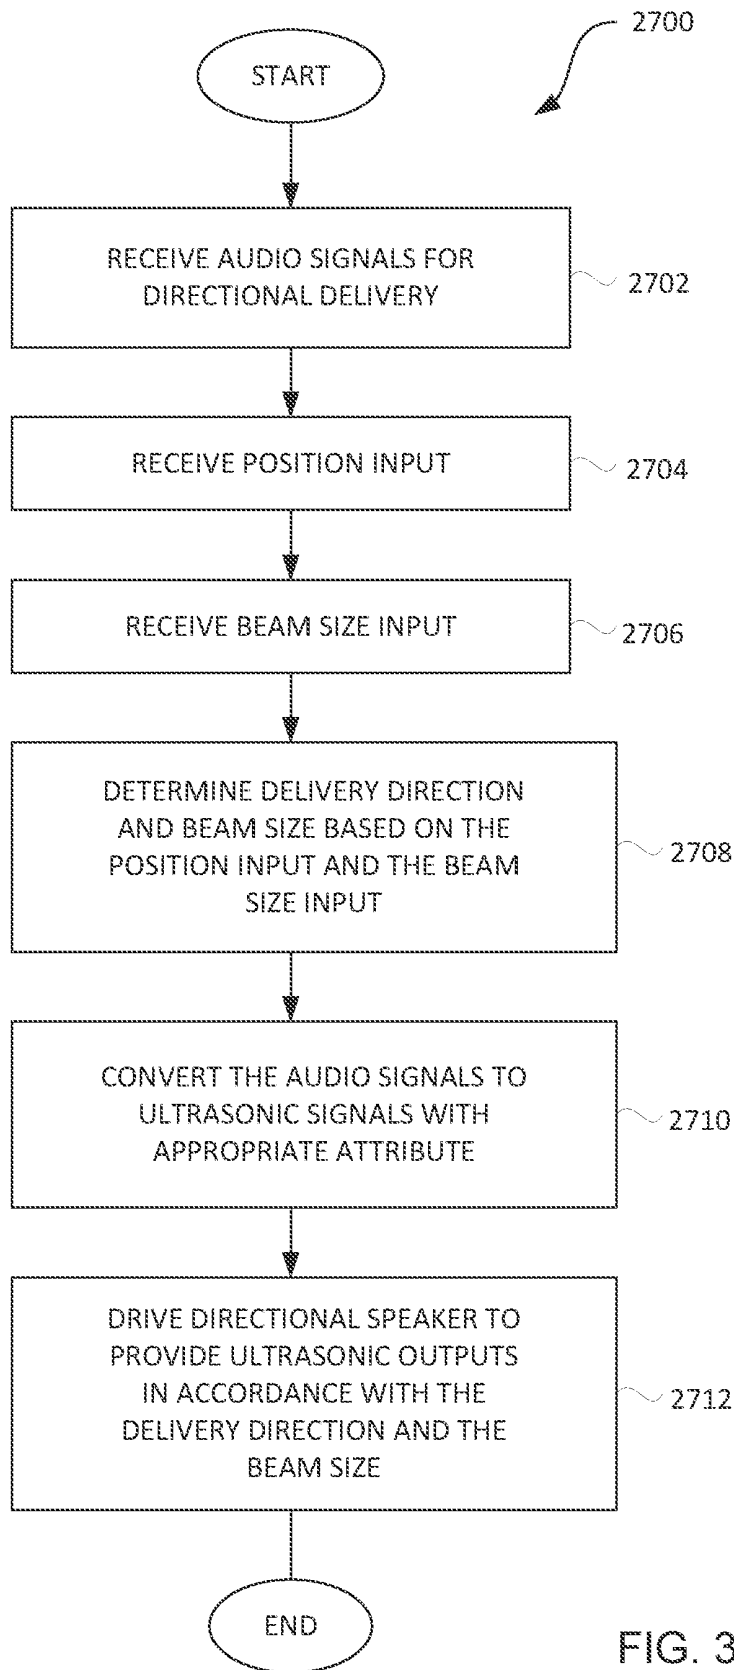 2700
START
RECEIVE AUDIO SIGNALS FOR
DIRECTIONAL DELIVERY
2702
RECEIVE POSITION INPUT
2704
RECEIVE BEAM SIZE INPUT
2706
DETERMINE DELIVERY DIRECTION
AND BEAM SIZE BASED ON THE
POSITION INPUT AND THE BEAM
SIZE INPUT
2708
CONVERT THE AUDIO SIGNALS TO
ULTRASONIC SIGNALS WITH
APPROPRIATE ATTRIBUTE
2710
DRIVE DIRECTIONAL SPEAKER TO
PROVIDE ULTRASONIC OUTPUTS
IN ACCORDANCE WITH THE
DELIVERY DIRECTION AND THE
BEAM SIZE
2712
END
FIG. 3